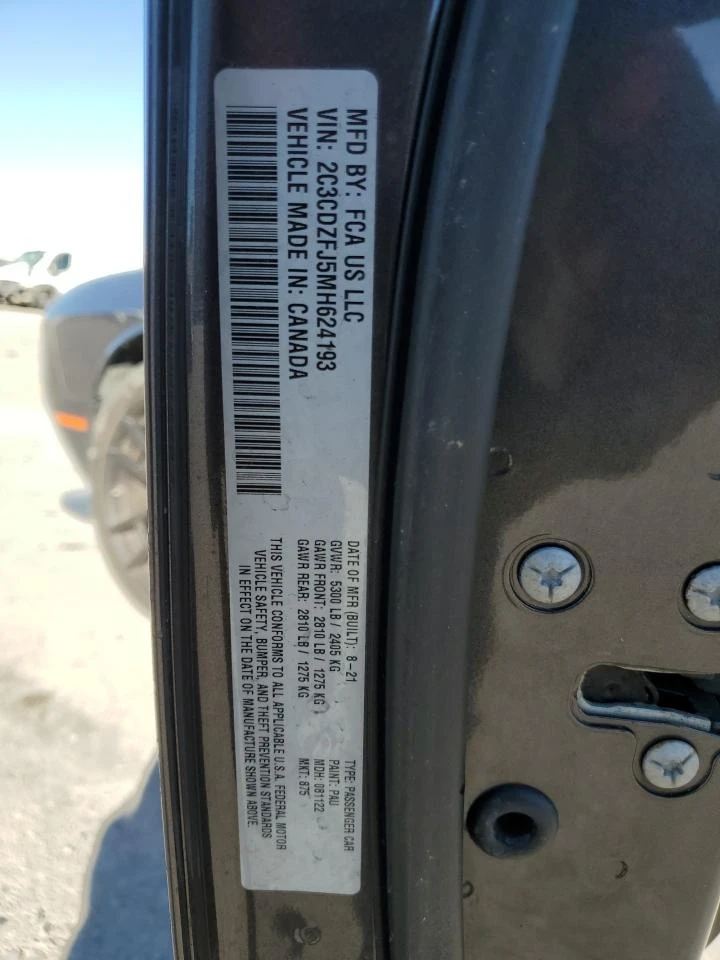 MFD BY: FCA US LLC
VIN: 2C3CDZFJ5MH624193
VEHICLE MADE IN: CANADA
DATE OF MFR (BUILT): 8-21
GVWR: 5300 LB / 2405 KG
GAWR FRONT: 2810 LB / 1275 KG
GAWR REAR: 2810 LB / 1275 KG
THIS VEHICLE CONFORMS TO ALL APPLICABLE U.S.A. FEDERAL MOTOR
VEHICLE SAFETY, BUMPER, AND THEFT PREVENTION STANDARDS
IN EFFECT ON THE DATE OF MANUFACTURE SHOWN ABOVE.
TYPE: PASSENGER CAR
PAINT: PAU
MDH: 081122
MKT: 875